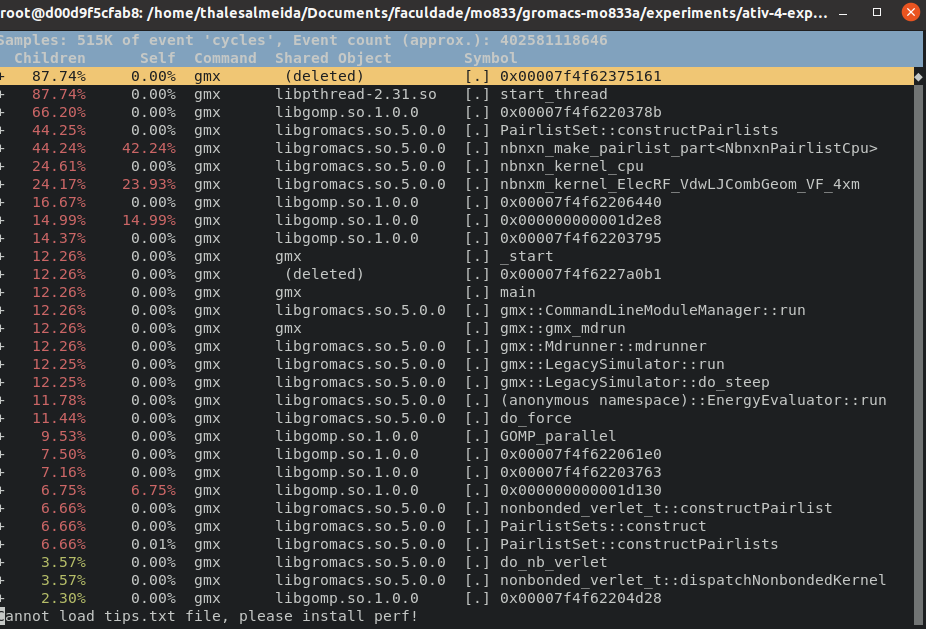 root@d00d9f5cfab8: /home/thalesalmeida/Documents/faculdade/mo833/gromacs-mo833a/experiments/ativ-4-exp...
Samples: 515K of event 'cycles', Event count (approx.): 402581118646
Children Self Command Shared Object Symbol
+ 87.74% 0.00% gmx (deleted) [.] 0x00007f4f62375161
+ 87.74% 0.00% gmx libpthread-2.31.so [.] start_thread
+ 66.20% 0.00% gmx libgomp.so.1.0.0 [.] 0x00007f4f6220378b
+ 44.25% 0.00% gmx libgromacs.so.5.0.0 [.] PairlistSet::constructPairlists
+ 44.24% 42.24% gmx libgromacs.so.5.0.0 [.] nbnxn_make_pairlist_part<NbnxnPairlistCpu>
+ 24.61% 0.00% gmx libgromacs.so.5.0.0 [.] nbnxn_kernel_cpu
+ 24.17% 23.93% gmx libgromacs.so.5.0.0 [.] nbnxm_kernel_ElecRF_VdwLJCombGeom_VF_4xm
+ 16.67% 0.00% gmx libgomp.so.1.0.0 [.] 0x00007f4f62206440
+ 14.99% 14.99% gmx libgomp.so.1.0.0 [.] 0x000000000001d2e8
+ 14.37% 0.00% gmx libgomp.so.1.0.0 [.] 0x00007f4f62203795
+ 12.26% 0.00% gmx gmx [.] _start
+ 12.26% 0.00% gmx (deleted) [.] 0x00007f4f6227a0b1
+ 12.26% 0.00% gmx gmx [.] main
+ 12.26% 0.00% gmx libgromacs.so.5.0.0 [.] gmx::CommandLineModuleManager::run
+ 12.26% 0.00% gmx gmx [.] gmx::gmx_mdrun
+ 12.26% 0.00% gmx libgromacs.so.5.0.0 [.] gmx::Mdrunner::mdrunner
+ 12.25% 0.00% gmx libgromacs.so.5.0.0 [.] gmx::LegacySimulator::run
+ 12.25% 0.00% gmx libgromacs.so.5.0.0 [.] gmx::LegacySimulator::do_steep
+ 11.78% 0.00% gmx libgromacs.so.5.0.0 [.] (anonymous namespace)::EnergyEvaluator::run
+ 11.44% 0.00% gmx libgromacs.so.5.0.0 [.] do_force
+ 9.53% 0.00% gmx libgomp.so.1.0.0 [.] GOMP_parallel
+ 7.50% 0.00% gmx libgomp.so.1.0.0 [.] 0x00007f4f622061e0
+ 7.16% 0.00% gmx libgomp.so.1.0.0 [.] 0x00007f4f62203763
+ 6.75% 6.75% gmx libgomp.so.1.0.0 [.] 0x000000000001d130
+ 6.66% 0.00% gmx libgromacs.so.5.0.0 [.] nonbonded_verlet_t::constructPairlist
+ 6.66% 0.00% gmx libgromacs.so.5.0.0 [.] PairlistSets::construct
+ 6.66% 0.01% gmx libgromacs.so.5.0.0 [.] PairlistSet::constructPairlists
+ 3.57% 0.00% gmx libgromacs.so.5.0.0 [.] do_nb_verlet
+ 3.57% 0.00% gmx libgromacs.so.5.0.0 [.] nonbonded_verlet_t::dispatchNonbondedKernel
+ 2.30% 0.00% gmx libgomp.so.1.0.0 [.] 0x00007f4f62204d28
Cannot load tips.txt file, please install perf!